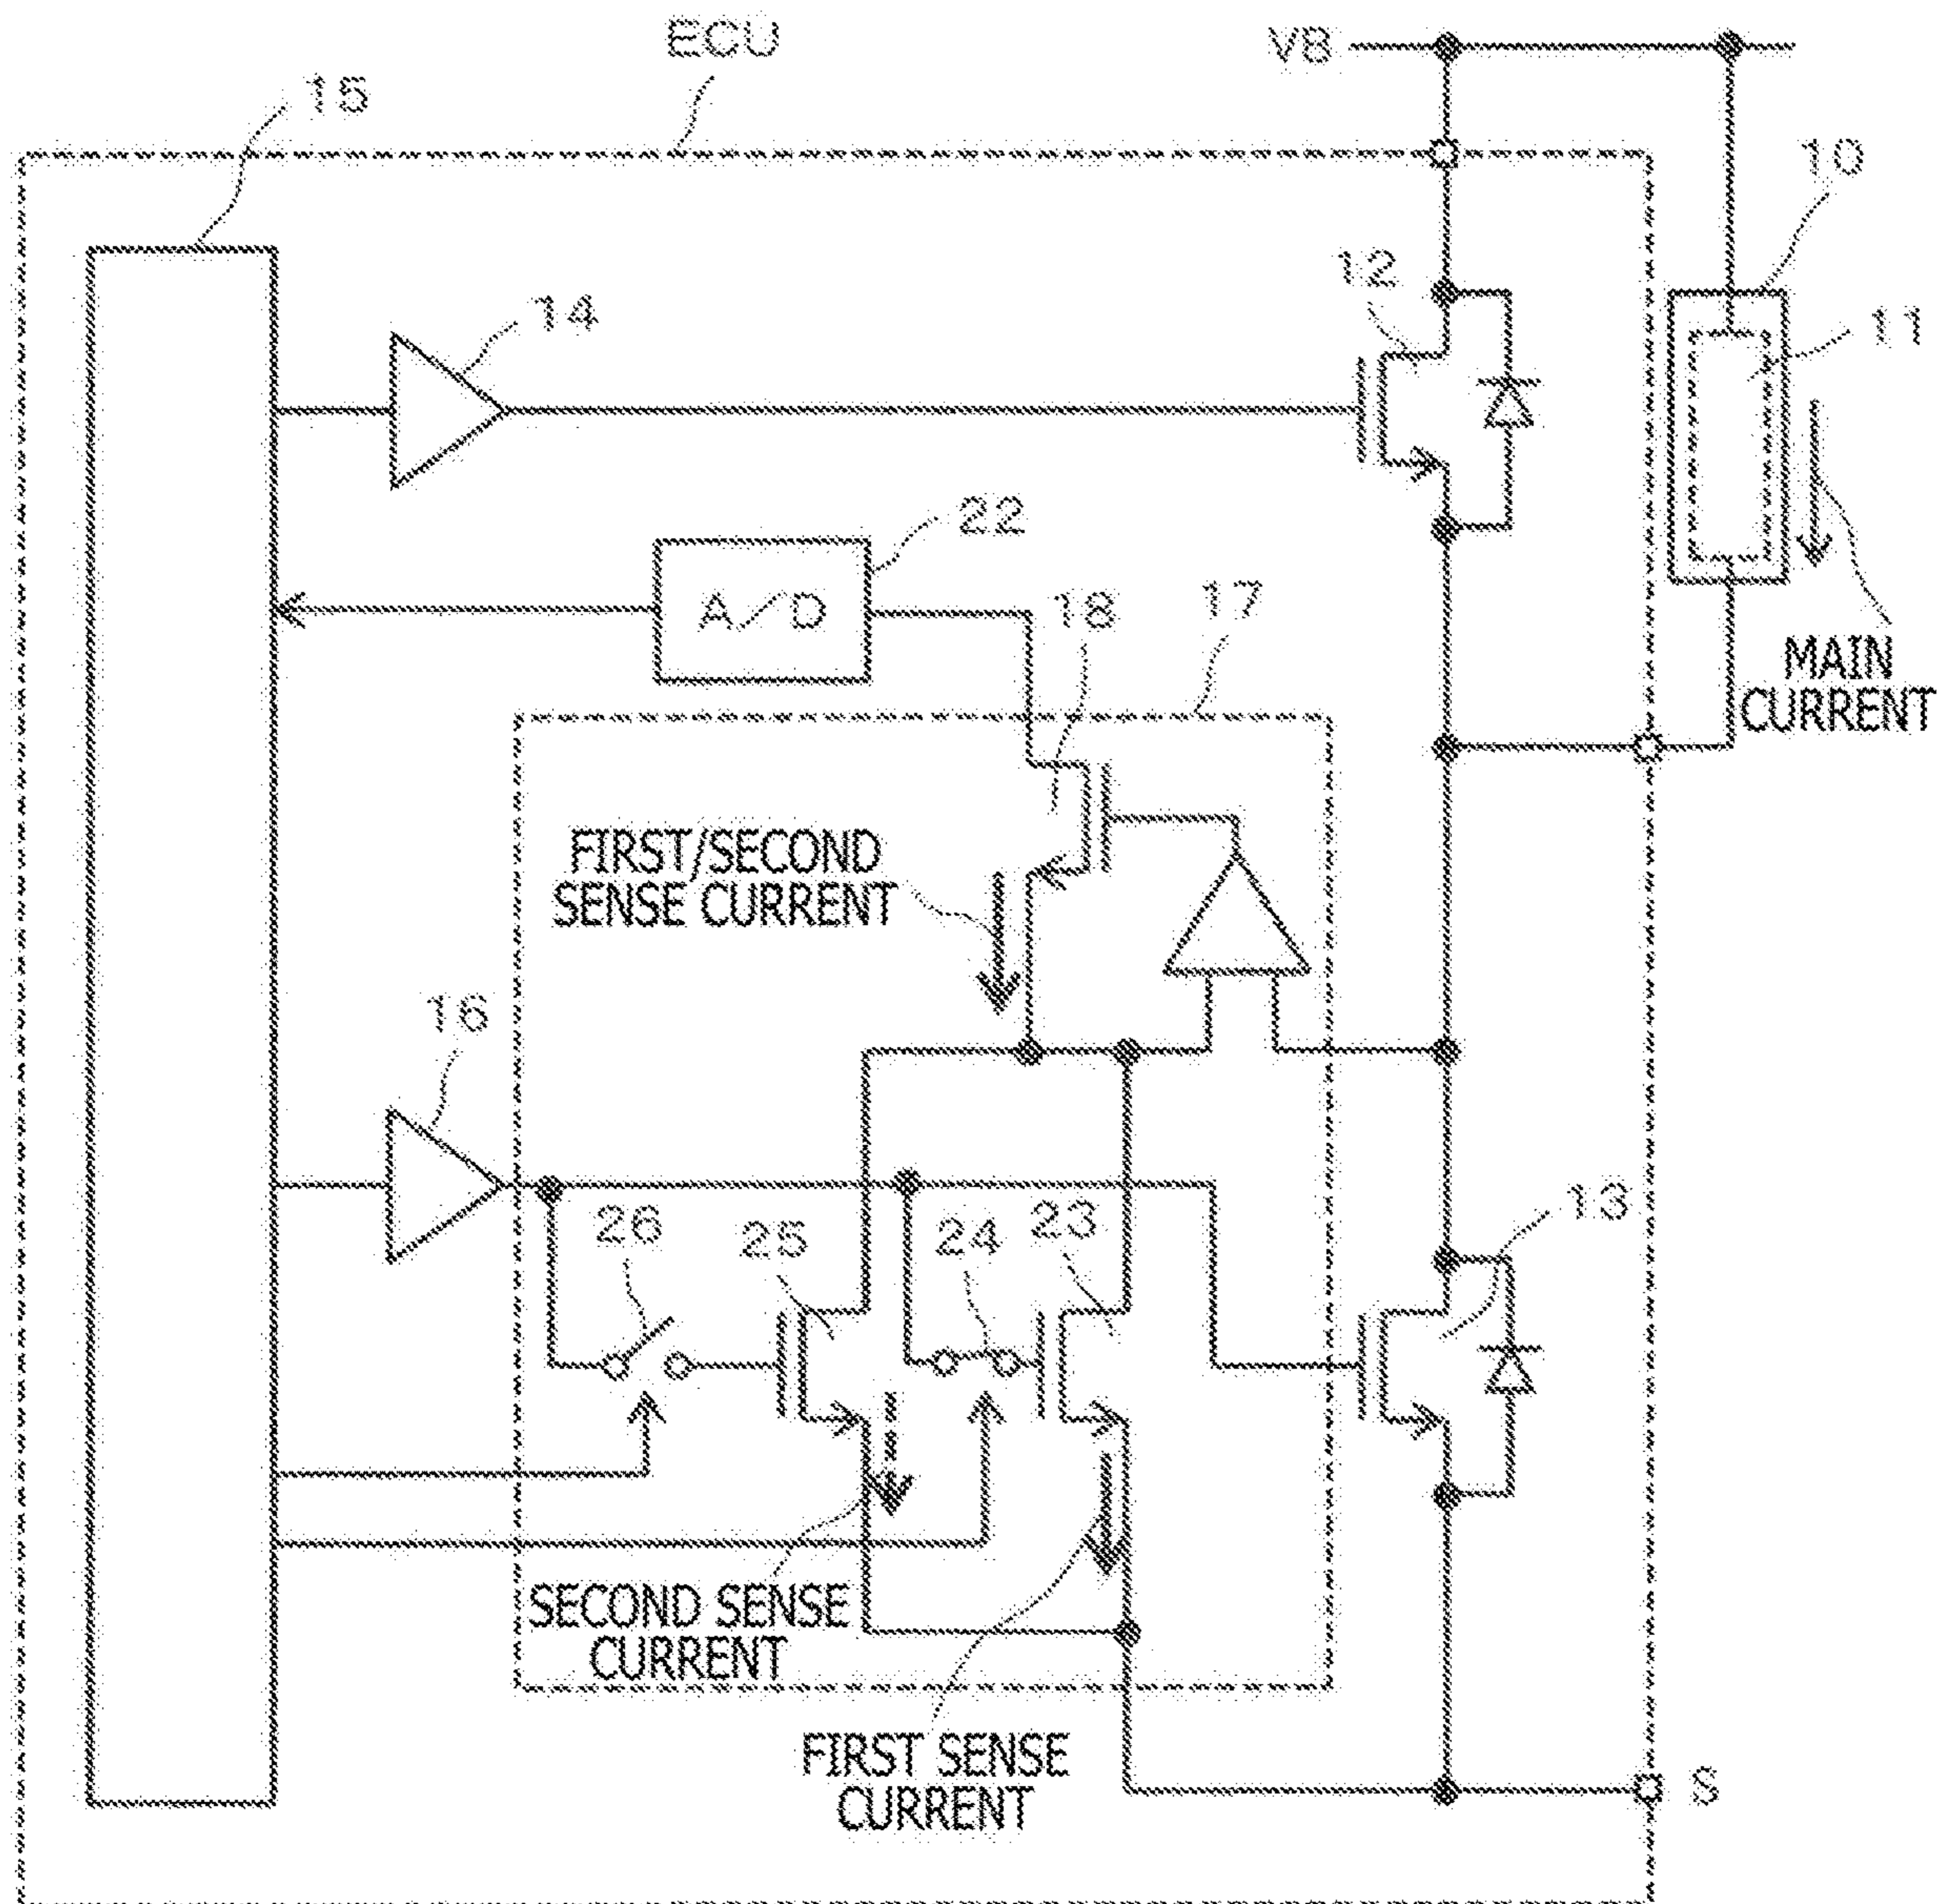 ECU
VB
15
10
12
14
11
22
A/D
18
17
MAIN
CURRENT
FIRST/SECOND
SENSE CURRENT
16
13
26
25
24
23
SECOND SENSE
CURRENT
FIRST SENSE
CURRENT
S